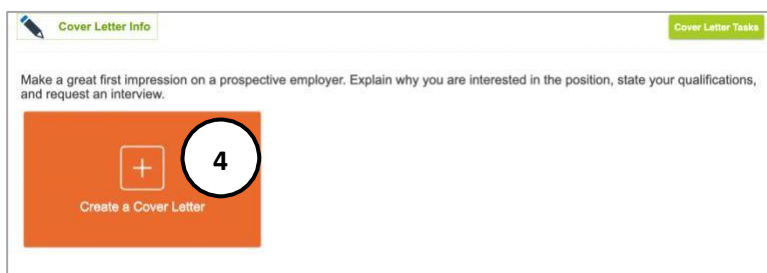 Cover Letter Info
Cover Letter Tasks
Make a great first impression on a prospective employer. Explain why you are interested in the position, state your qualifications,
and request an interview.
4
Create a Cover Letter